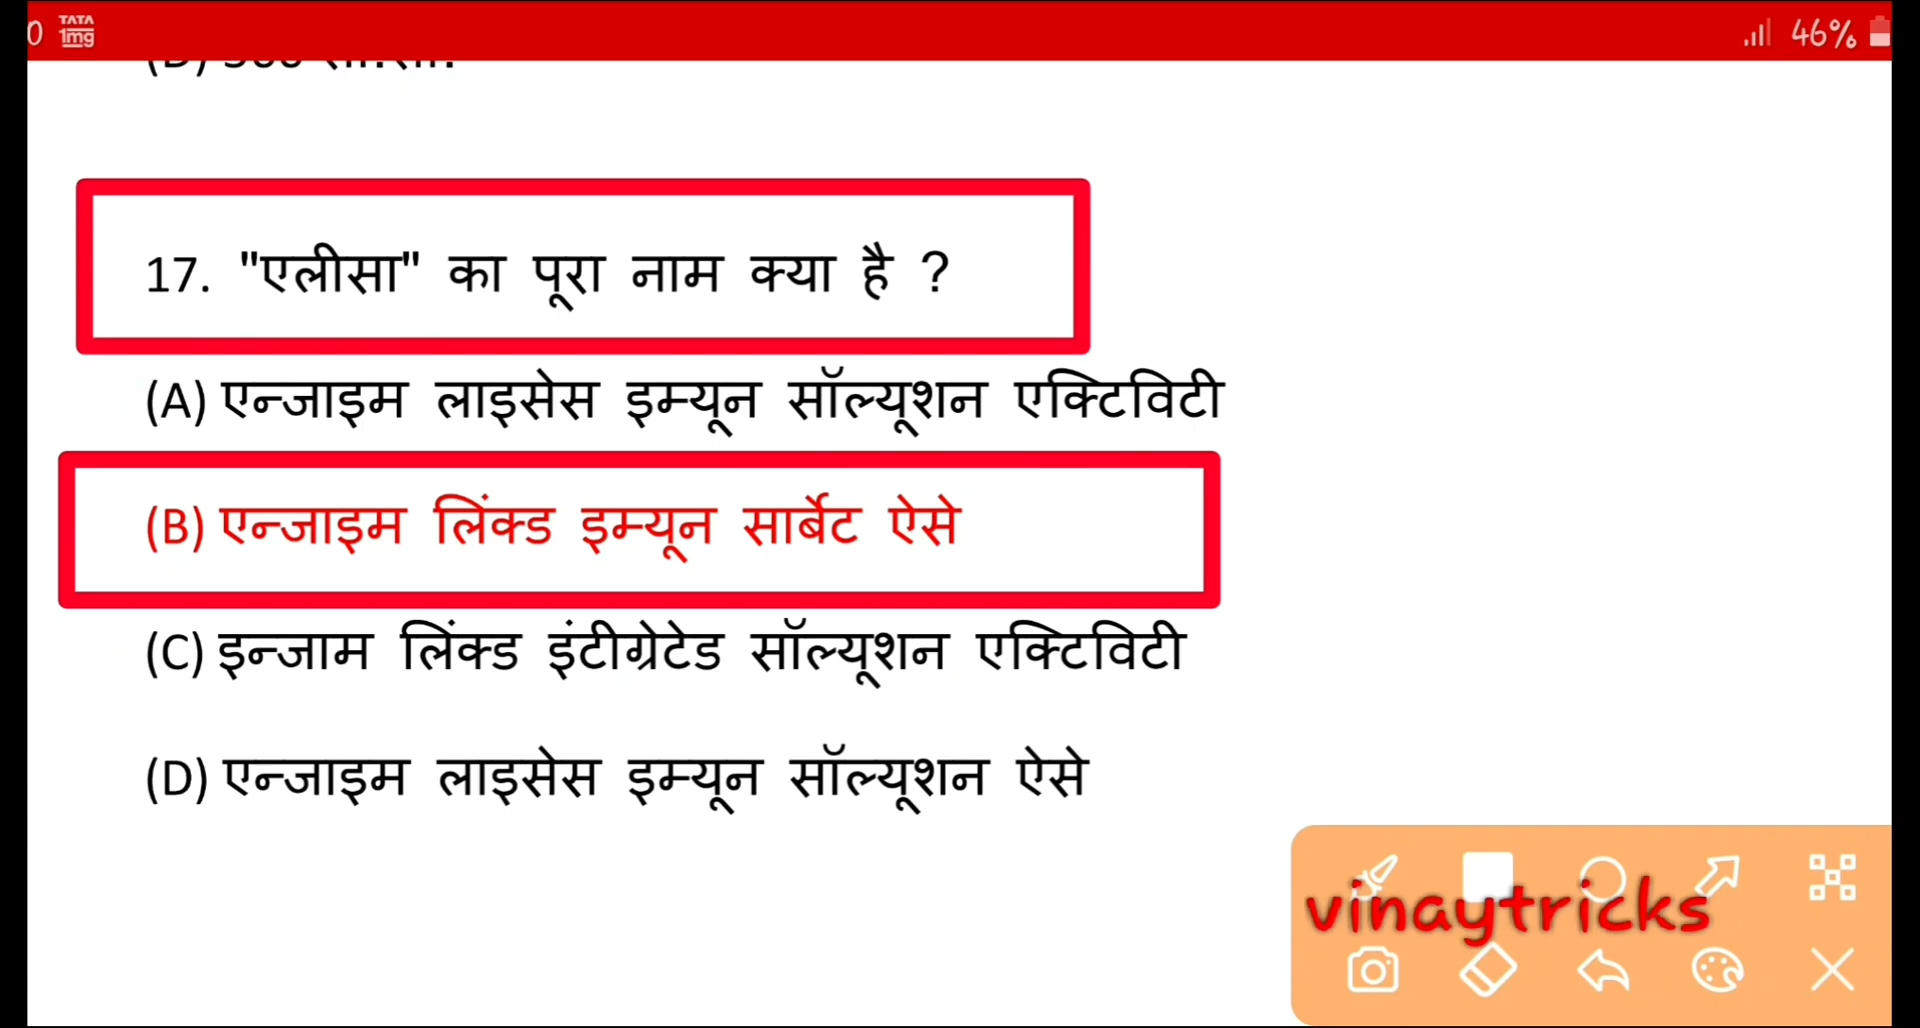 0 TATA 1mg 46%
17. "एलीसा" का पूरा नाम क्या है ?
(A) एन्जाइम लाइसेस इम्यून सॉल्यूशन एक्टिविटी
(B) एन्जाइम लिंक्ड इम्यून सार्बेट ऐसे
(C) इन्जाम लिंक्ड इंटीग्रेटेड सॉल्यूशन एक्टिविटी
(D) एन्जाइम लाइसेस इम्यून सॉल्यूशन ऐसे
vinaytricks